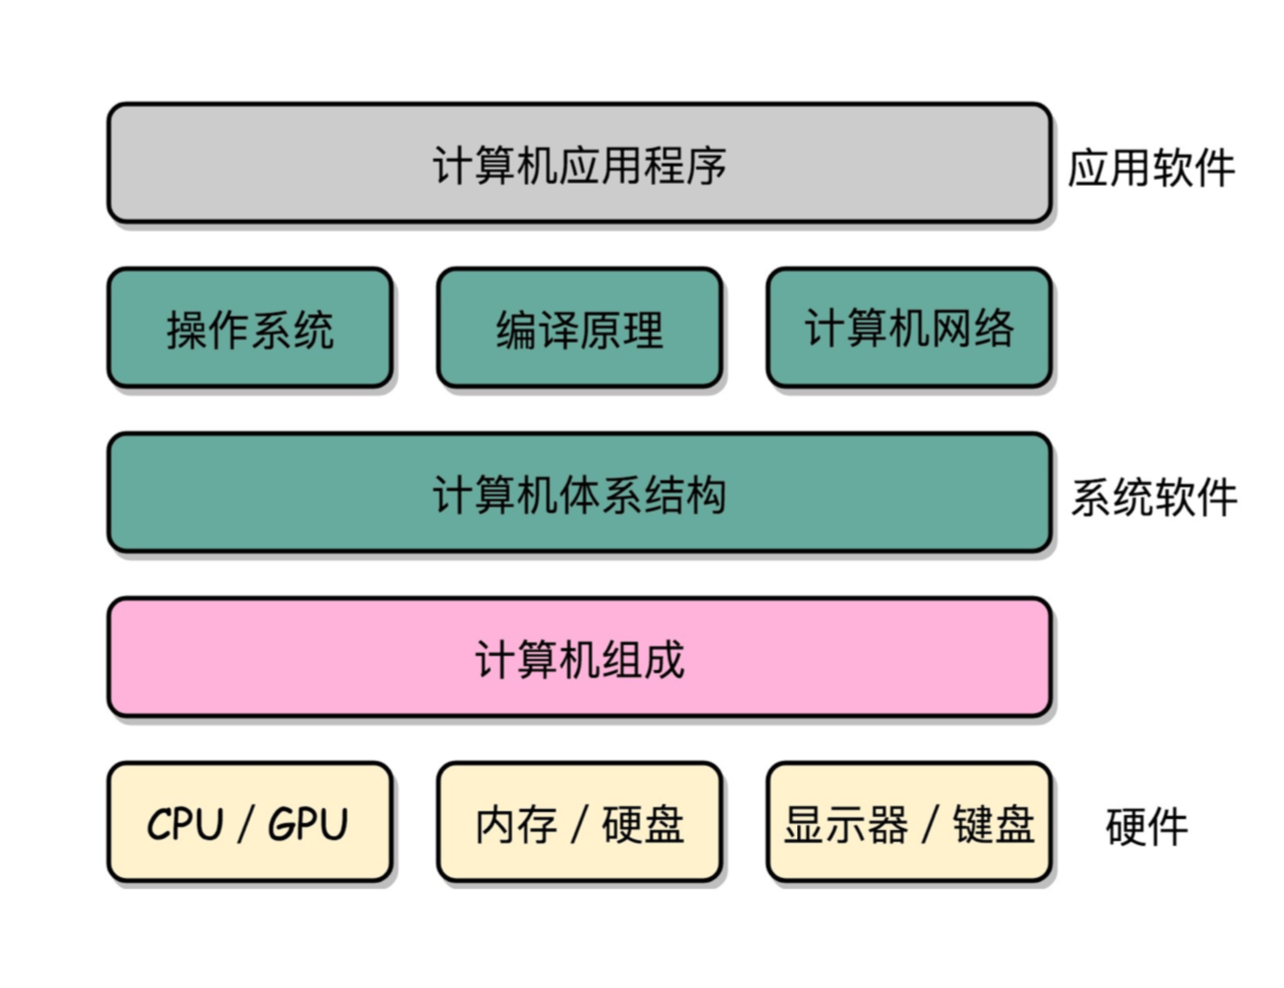 计算机应用程序
应用软件
操作系统
编译原理
计算机网络
计算机体系结构
系统软件
计算机组成
CPU / GPU
内存 / 硬盘
显示器 / 键盘
硬件